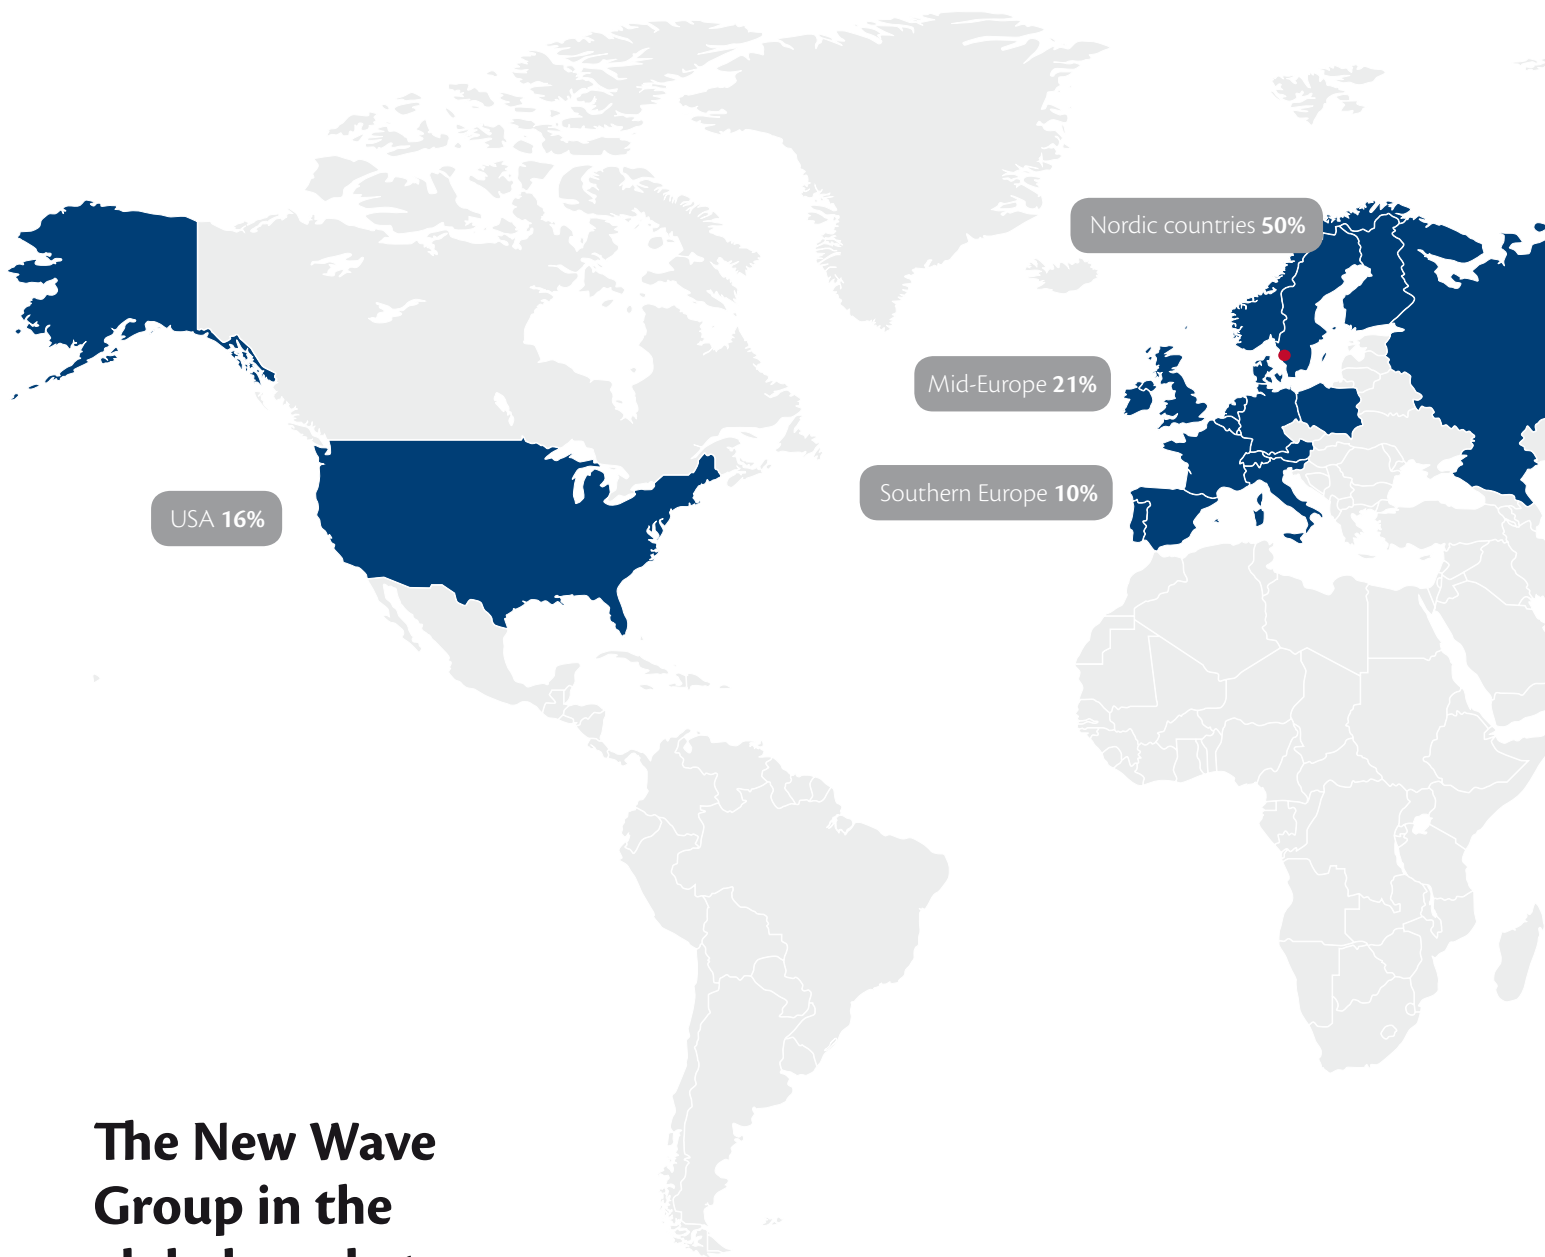 Nordic countries 50%
Mid-Europe 21%
Southern Europe 10%
USA 16%
The New Wave
Group in the